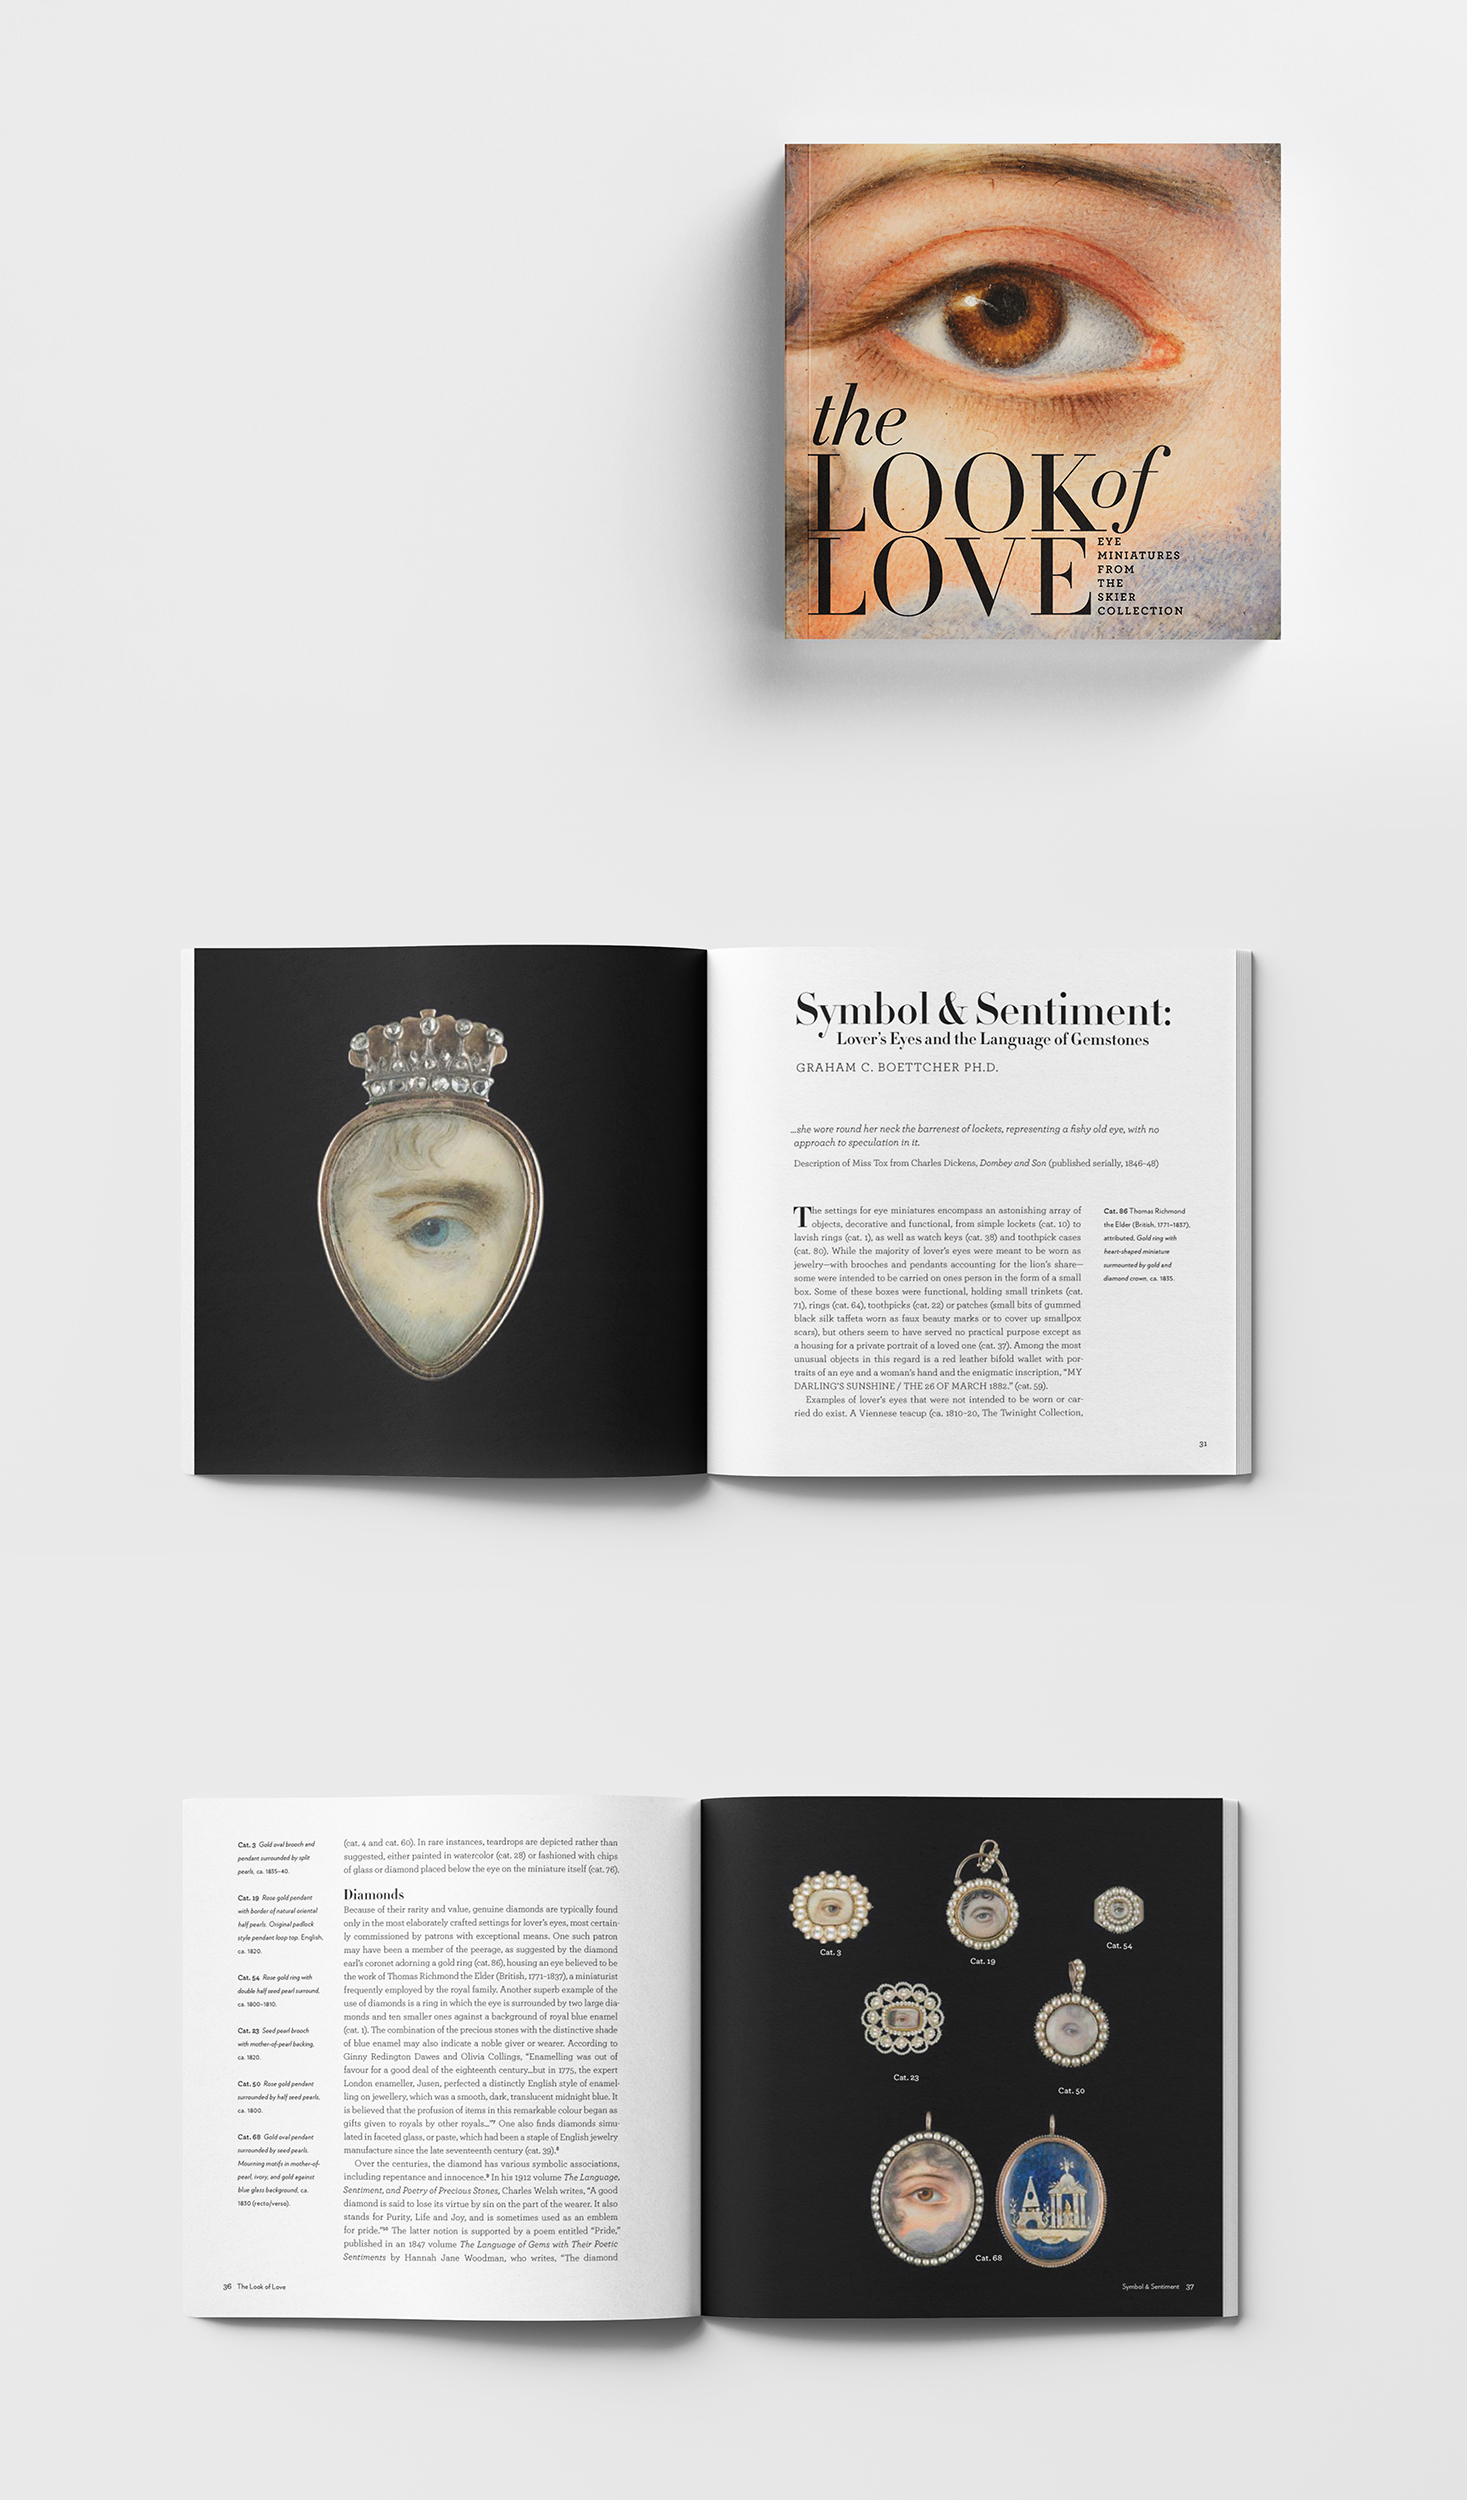 the
LOOK of
LOVE
EYE
MINIATURES
FROM
THE
SKIER
COLLECTION
Symbol & Sentiment:
Lover's Eyes and the Language of Gemstones
GRAHAM C. BOETTCHER PH.D.
...she wore round her neck the barrenest of lockets, representing a fishy old eye, with no
approach to speculation in it.
Description of Miss Tox from Charles Dickens, Dombey and Son (published serially, 1846–48)
The settings for eye miniatures encompass an astonishing array of
objects, decorative and functional, from simple lockets (cat. 10) to
lavish rings (cat. 1), as well as watch keys (cat. 38) and toothpick cases
(cat. 80). While the majority of lover's eyes were meant to be worn as
jewelry—with brooches and pendants accounting for the lion's share—
some were intended to be carried on ones person in the form of a small
box. Some of these boxes were functional, holding small trinkets (cat.
71), rings (cat. 64), toothpicks (cat. 22) or patches (small bits of gummed
black silk taffeta worn as faux beauty marks or to cover up smallpox
scars), but others seem to have served no practical purpose except as
a housing for a private portrait of a loved one (cat. 37). Among the most
unusual objects in this regard is a red leather bifold wallet with por-
traits of an eye and a woman's hand and the enigmatic inscription, “MY
DARLING'S SUNSHINE / THE 26 OF MARCH 1882.” (cat. 59).
Examples of lover's eyes that were not intended to be worn or car-
ried do exist. A Viennese teacup (ca. 1810–20, The Twinight Collection,
Cat. 86 Thomas Richmond
the Elder (British, 1771–1837),
attributed, Gold ring with
heart-shaped miniature
surmounted by gold and
diamond crown, ca. 1835.
31
Cat. 3 Gold oval brooch and
pendant surrounded by split
pearls, ca. 1835–40.
Cat. 19 Rose gold pendant
with border of natural oriental
half pearls. Original padlock
style pendant loop top. English,
ca. 1820.
Cat. 54 Rose gold ring with
double half seed pearl surround,
ca. 1800–1810.
Cat. 23 Seed pearl brooch
with mother-of-pearl backing,
ca. 1820.
Cat. 50 Rose gold pendant
surrounded by half seed pearls,
ca. 1800.
Cat. 68 Gold oval pendant
surrounded by seed pearls.
Mourning motifs in mother-of-
pearl, ivory, and gold against
blue glass background, ca.
1830 (recto/verso).
(cat. 4 and cat. 60). In rare instances, teardrops are depicted rather than
suggested, either painted in watercolor (cat. 28) or fashioned with chips
of glass or diamond placed below the eye on the miniature itself (cat. 76).
Diamonds
Because of their rarity and value, genuine diamonds are typically found
only in the most elaborately crafted settings for lover's eyes, most certain-
ly commissioned by patrons with exceptional means. One such patron
may have been a member of the peerage, as suggested by the diamond
earl's coronet adorning a gold ring (cat. 86), housing an eye believed to be
the work of Thomas Richmond the Elder (British, 1771–1837), a miniaturist
frequently employed by the royal family. Another superb example of the
use of diamonds is a ring in which the eye is surrounded by two large dia-
monds and ten smaller ones against a background of royal blue enamel
(cat. 1). The combination of the precious stones with the distinctive shade
of blue enamel may also indicate a noble giver or wearer. According to
Ginny Redington Dawes and Olivia Collings, “Enamelling was out of
favour for a good deal of the eighteenth century...but in 1775, the expert
London enameller, Jusen, perfected a distinctly English style of enamel-
ling on jewellery, which was a smooth, dark, translucent midnight blue. It
is believed that the profusion of items in this remarkable colour began as
gifts given to royals by other royals...”7 One also finds diamonds simu-
lated in faceted glass, or paste, which had been a staple of English jewelry
manufacture since the late seventeenth century (cat. 39).8
Over the centuries, the diamond has various symbolic associations,
including repentance and innocence.9 In his 1912 volume The Language,
Sentiment, and Poetry of Precious Stones, Charles Welsh writes, “A good
diamond is said to lose its virtue by sin on the part of the wearer. It also
stands for Purity, Life and Joy, and is sometimes used as an emblem
for pride.”10 The latter notion is supported by a poem entitled “Pride,”
published in an 1847 volume The Language of Gems with Their Poetic
Sentiments by Hannah Jane Woodman, who writes, “The diamond
36 The Look of Love
Cat. 3
Cat. 19
Cat. 54
Cat. 23
Cat. 50
Cat. 68
Symbol & Sentiment 37